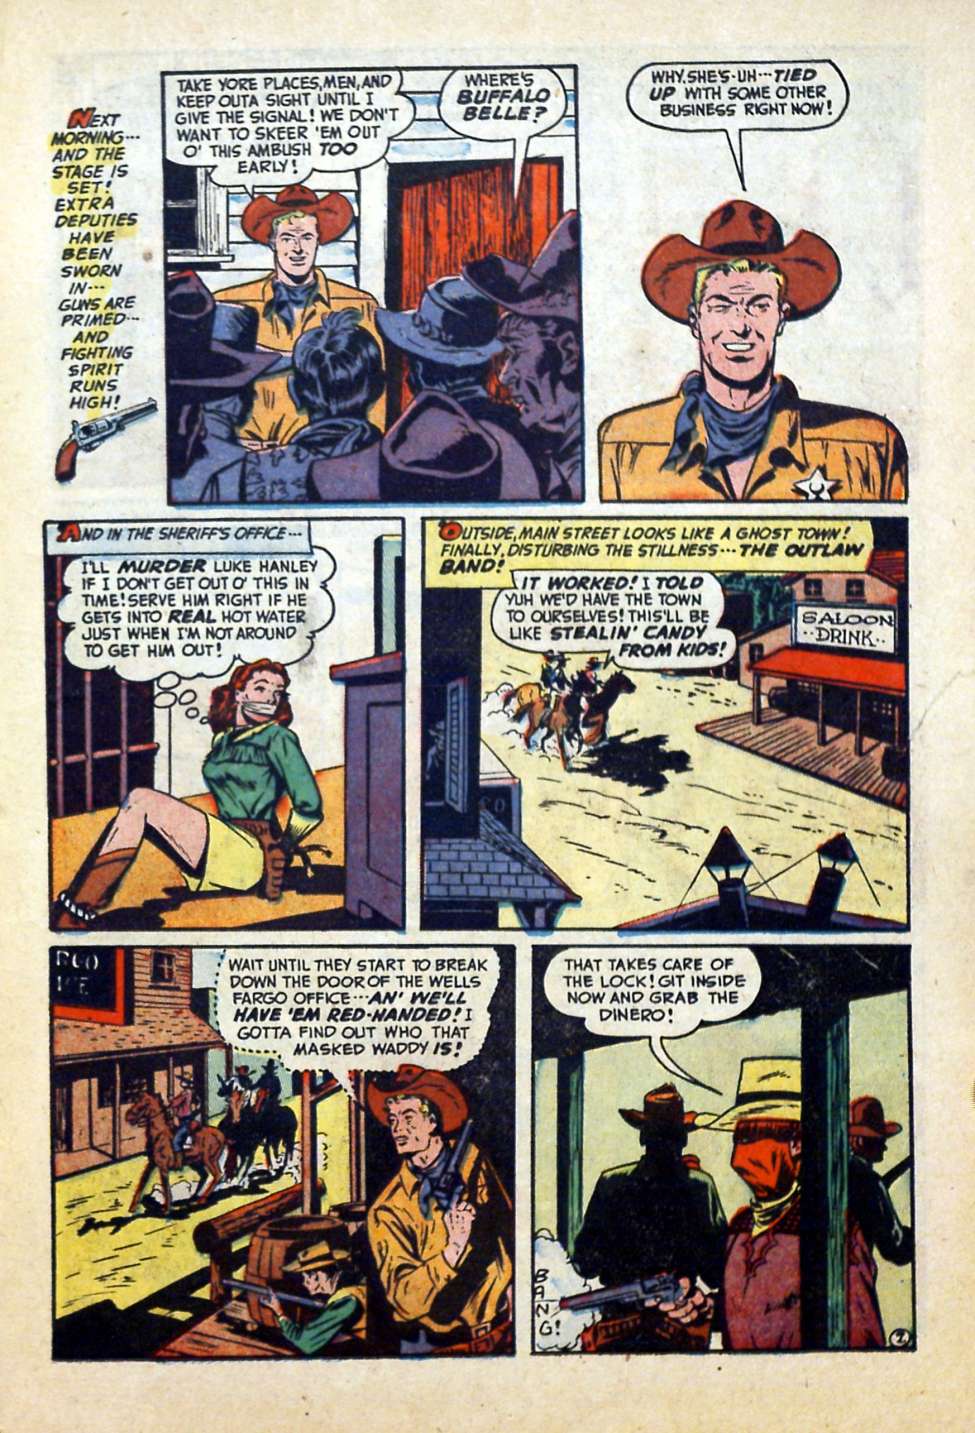 NEXT
MORNING---
AND THE
STAGE IS
SET!
EXTRA
DEPUTIES
HAVE
BEEN
SWORN
IN---
GUNS ARE
PRIMED---
AND
FIGHTING
SPIRIT
RUNS
HIGH!
TAKE YORE PLACES, MEN, AND
KEEP OUTA SIGHT UNTIL I
GIVE THE SIGNAL! WE DON'T
WANT TO SKEER 'EM OUT
O' THIS AMBUSH TOO
EARLY!
WHERE'S
BUFFALO
BELLE?
WHY, SHE'S-UH---TIED
UP WITH SOME OTHER
BUSINESS RIGHT NOW!
AND IN THE SHERIFF'S OFFICE---
I'LL MURDER LUKE HANLEY
IF I DON'T GET OUT O' THIS IN
TIME! SERVE HIM RIGHT IF HE
GETS INTO REAL HOT WATER
JUST WHEN I'M NOT AROUND
TO GET HIM OUT!
OUTSIDE, MAIN STREET LOOKS LIKE A GHOST TOWN!
FINALLY, DISTURBING THE STILLNESS---THE OUTLAW
BAND!
IT WORKED! I TOLD
YUH WE'D HAVE THE TOWN
TO OURSELVES! THIS'LL BE
LIKE STEALIN' CANDY
FROM KIDS!
SALOON
--DRINK--
CO
WAIT UNTIL THEY START TO BREAK
DOWN THE DOOR OF THE WELLS
FARGO OFFICE---AN' WE'LL
HAVE 'EM RED-HANDED! I
GOTTA FIND OUT WHO THAT
MASKED WADDY IS!
THAT TAKES CARE OF
THE LOCK! GIT INSIDE
NOW AND GRAB THE
DINERO!
BANG!
2